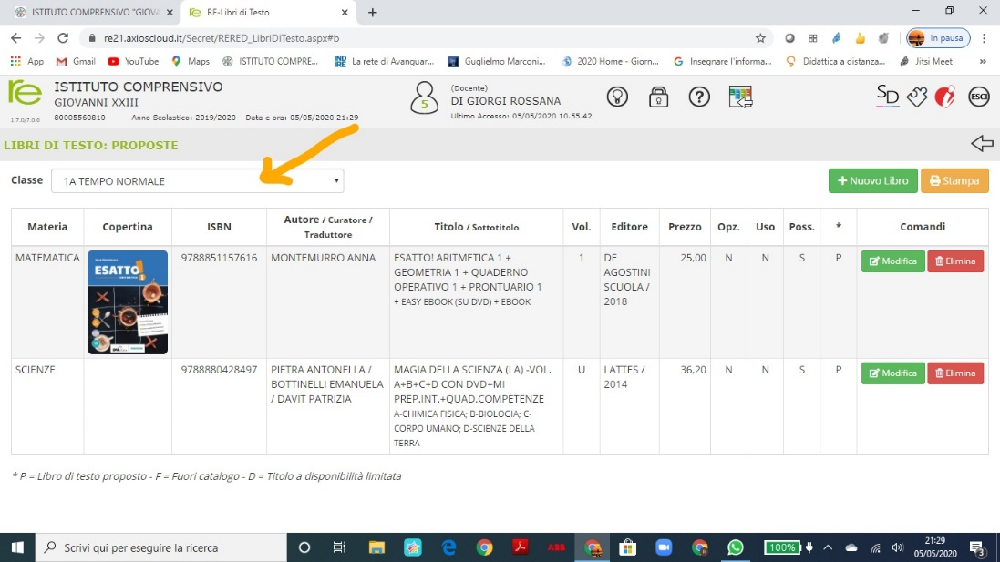 ISTITUTO COMPRENSIVO "GIOVA
RE-Libri di Testo
re21.axioscloud.it/Secret/RERED_LibriDiTesto.aspx#b
In pausa
App
Gmail
YouTube
Maps
ISTITUTO COMPRE...
La rete di Avanguar...
Guglielmo Marconi...
2020 Home - Giorn...
Insegnare l'informa...
Didattica a distanza...
Jitsi Meet
»
re
1.7.0/7.0.0
ISTITUTO COMPRENSIVO
GIOVANNI XXIII
80005560810 Anno Scolastico: 2019/2020 Data e ora: 05/05/2020 21:29
5
(Docente)
DI GIORGI ROSSANA
Ultimo Accesso: 05/05/2020 10.55.42
SD
ESCI
LIBRI DI TESTO: PROPOSTE
Classe 1A TEMPO NORMALE
+ Nuovo Libro
Stampa
Materia Copertina ISBN Autore / Curatore / Traduttore Titolo / Sottotitolo Vol. Editore Prezzo Opz. Uso Poss. * Comandi
MATEMATICA
ESATTO!
9788851157616
MONTEMURRO ANNA
ESATTO! ARITMETICA 1 +
GEOMETRIA 1 + QUADERNO
OPERATIVO 1 + PRONTUARIO 1
+ EASY EBOOK (SU DVD) + EBOOK
1
DE
AGOSTINI
SCUOLA /
2018
25,00 N N S P
Modifica Elimina
SCIENZE
9788880428497
PIETRA ANTONELLA /
BOTTINELLI EMANUELA
/ DAVIT PATRIZIA
MAGIA DELLA SCIENZA (LA) -VOL.
A+B+C+D CON DVD+MI
PREP.INT.+QUAD.COMPETENZE
A-CHIMICA FISICA; B-BIOLOGIA; C-
CORPO UMANO; D-SCIENZE DELLA
TERRA
U
LATTES /
2014
36,20 N N S P
Modifica Elimina
* P = Libro di testo proposto - F = Fuori catalogo - D = Titolo a disponibilità limitata
Scrivi qui per eseguire la ricerca
ABB
100%
21:29
05/05/2020
3